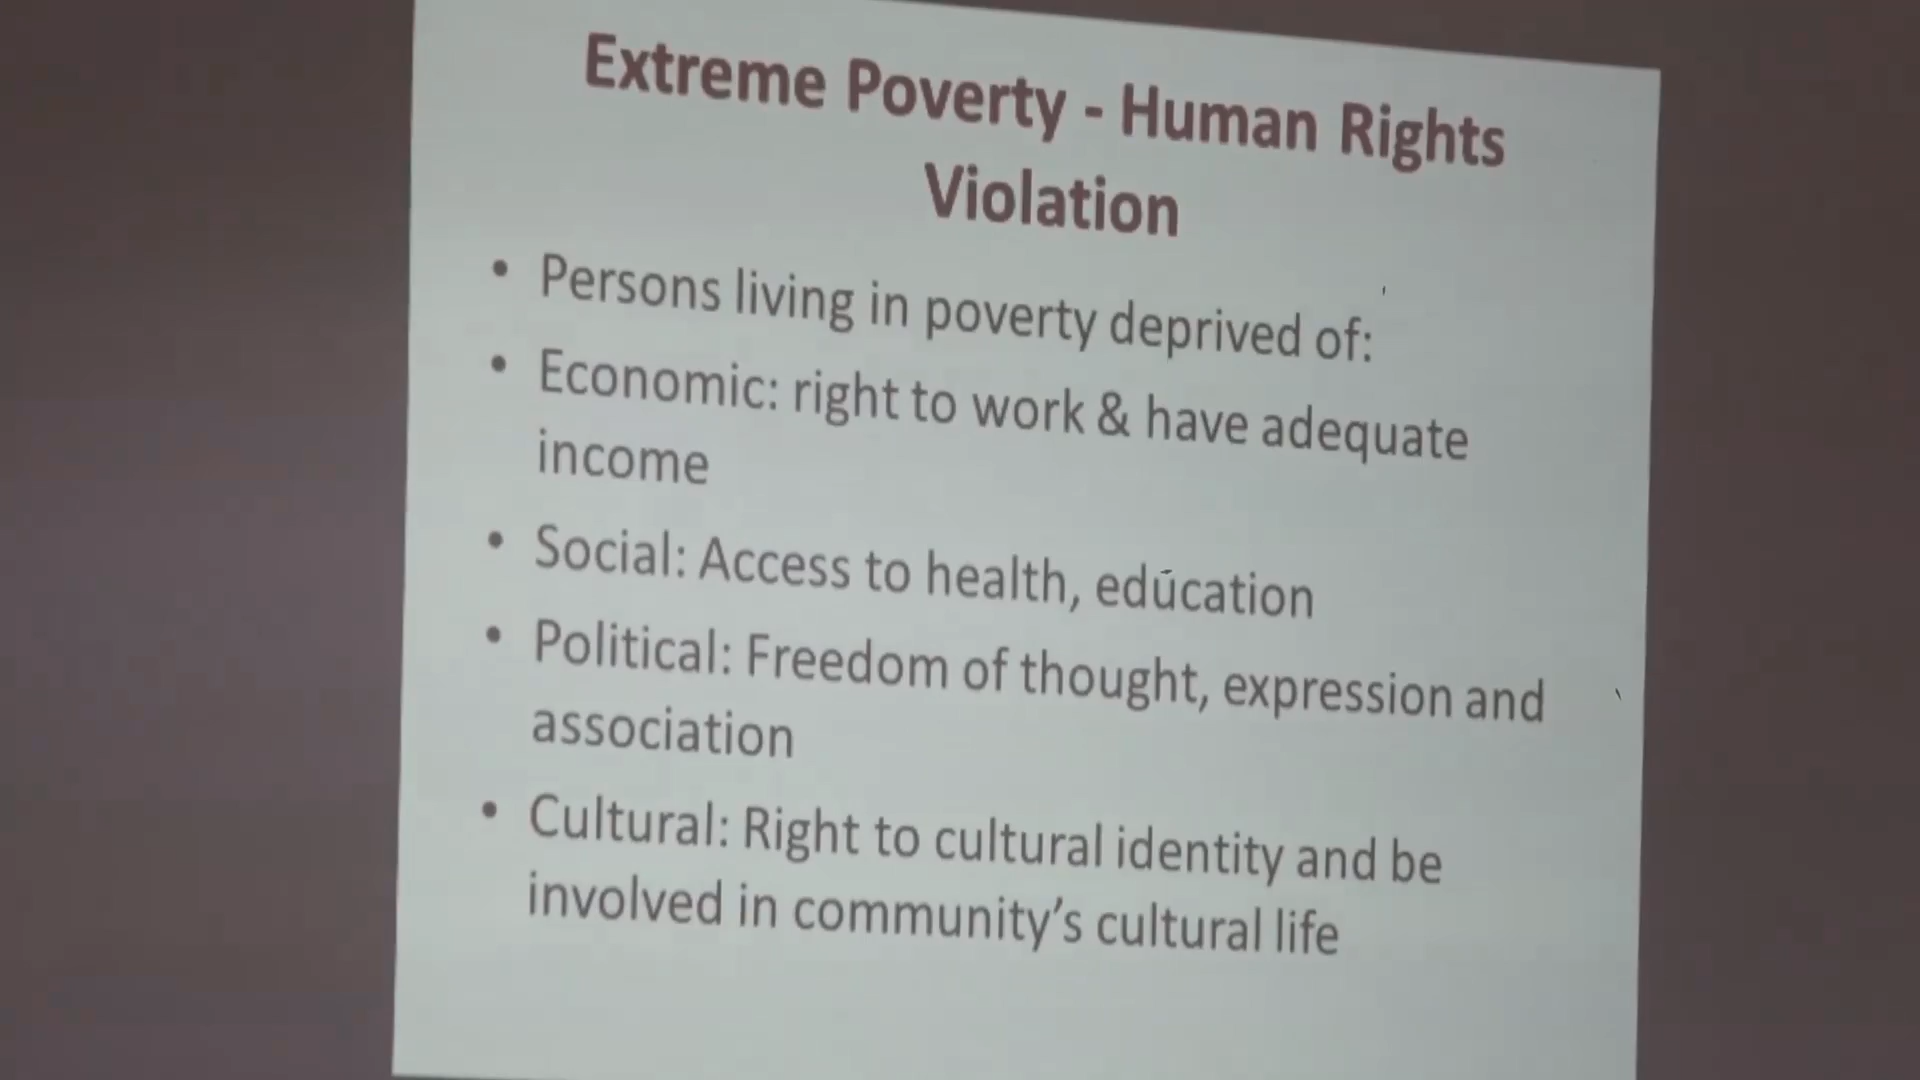 Extreme Poverty - Human Rights
Violation
• Persons living in poverty deprived of:
• Economic: right to work & have adequate
income
• Social: Access to health, education
• Political: Freedom of thought, expression and
association
• Cultural: Right to cultural identity and be
involved in community's cultural life